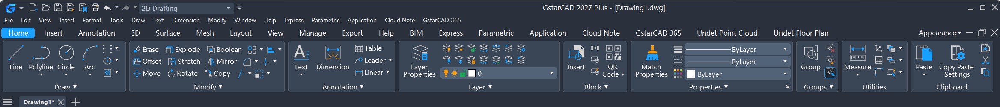 2D Drafting GstarCAD 2027 Plus - [Drawing1.dwg]
File Edit View Insert Format Tools Draw Text Dimension Modify Window Help Express Parametric Application Cloud Note GstarCAD 365
Home Insert Annotation 3D Surface Mesh Layout View Manage Export Help BIM Express Parametric Application Cloud Note GstarCAD 365 Undet Point Cloud Undet Floor Plan Appearance
Line Polyline Circle Arc
Draw
Erase Explode Boolean
Offset Stretch Mirror
Move Rotate Copy
Modify
Text Dimension
Table
Leader
Linear
Annotation
Layer
Properties
0
Layer
Insert
QR
Code
Block
Match
Properties
ByLayer
ByLayer
ByLayer
Properties
Group
Groups
Measure
Utilities
Paste
Copy Paste
Settings
Clipboard
Drawing1*